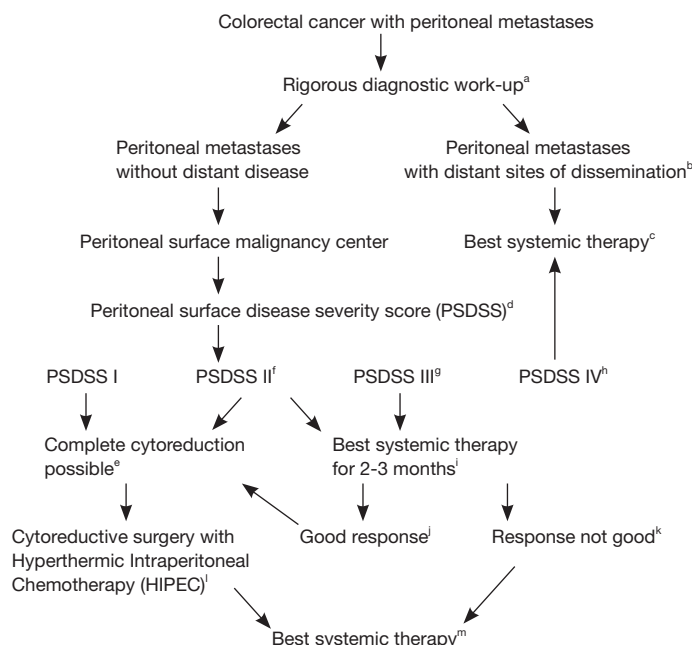 Colorectal cancer with peritoneal metastases
Rigorous diagnostic work-upᵃ
Peritoneal metastases
without distant disease
Peritoneal metastases
with distant sites of disseminationᵇ
Peritoneal surface malignancy center
Best systemic therapyᶜ
Peritoneal surface disease severity score (PSDSS)ᵈ
PSDSS I
PSDSS IIᶠ
PSDSS IIIᵍ
PSDSS IVʰ
Complete cytoreduction
possibleᵉ
Best systemic therapy
for 2-3 monthsⁱ
Cytoreductive surgery with
Hyperthermic Intraperitoneal
Chemotherapy (HIPEC)ˡ
Good responseʲ
Response not goodᵏ
Best systemic therapyᵐ